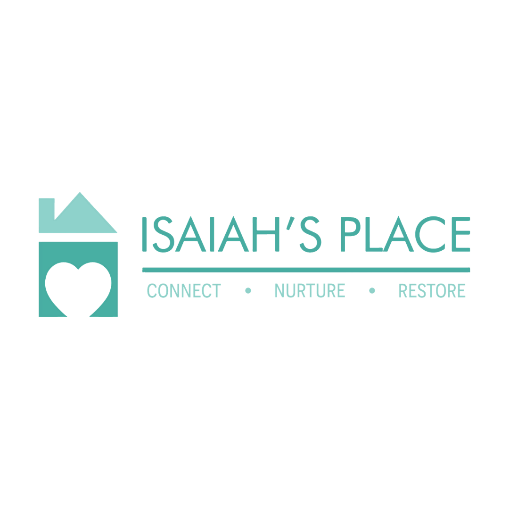 ISAIAH'S PLACE
CONNECT • NURTURE • RESTORE